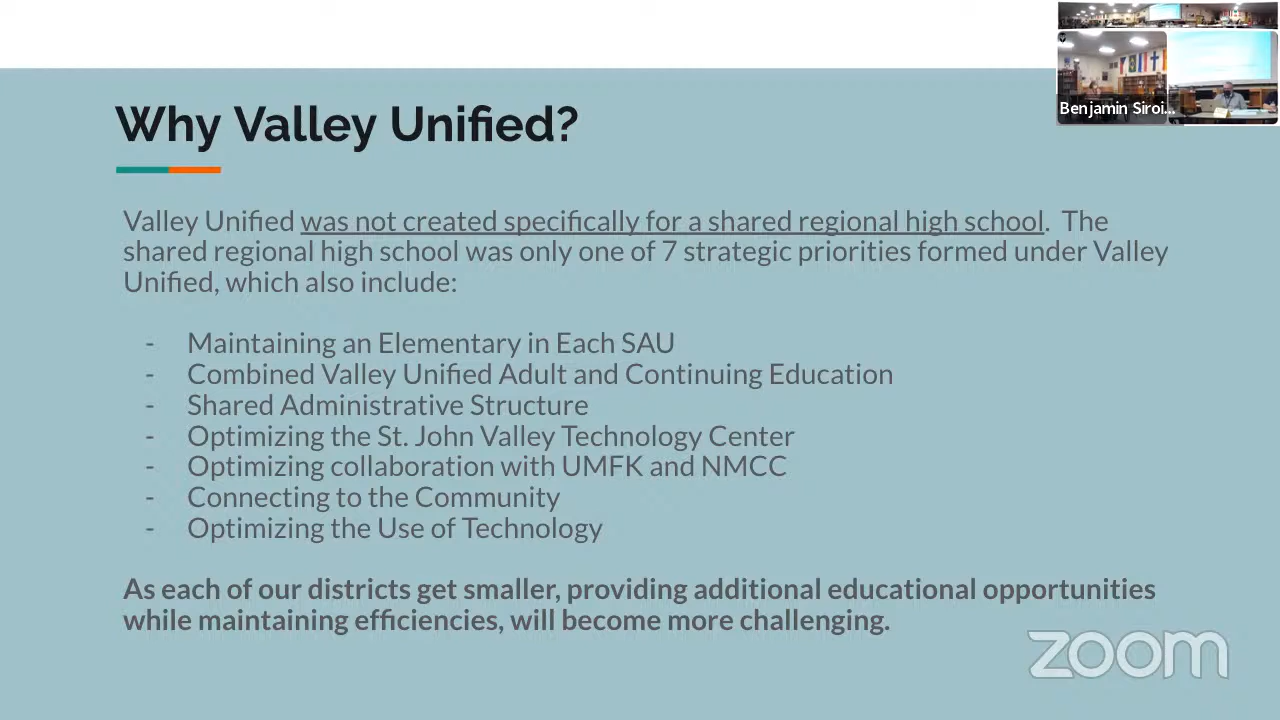 Why Valley Unified?
Benjamin Siroi...
Valley Unified was not created specifically for a shared regional high school. The
shared regional high school was only one of 7 strategic priorities formed under Valley
Unified, which also include:
- Maintaining an Elementary in Each SAU
- Combined Valley Unified Adult and Continuing Education
- Shared Administrative Structure
- Optimizing the St. John Valley Technology Center
- Optimizing collaboration with UMFK and NMCC
- Connecting to the Community
- Optimizing the Use of Technology
As each of our districts get smaller, providing additional educational opportunities
while maintaining efficiencies, will become more challenging.
zoom